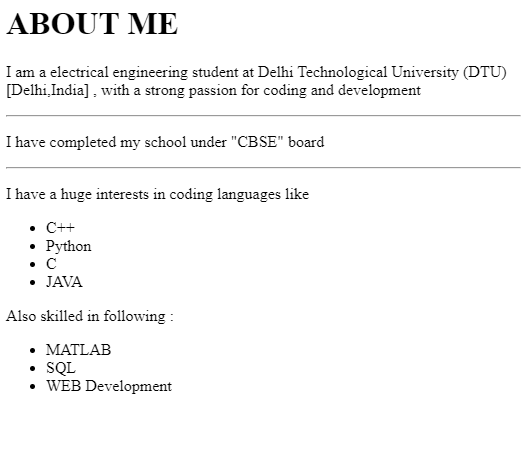 ABOUT ME
I am a electrical engineering student at Delhi Technological University (DTU)
[Delhi,India] , with a strong passion for coding and development
I have completed my school under "CBSE" board
I have a huge interests in coding languages like
C++
Python
C
JAVA
Also skilled in following :
MATLAB
SQL
WEB Development